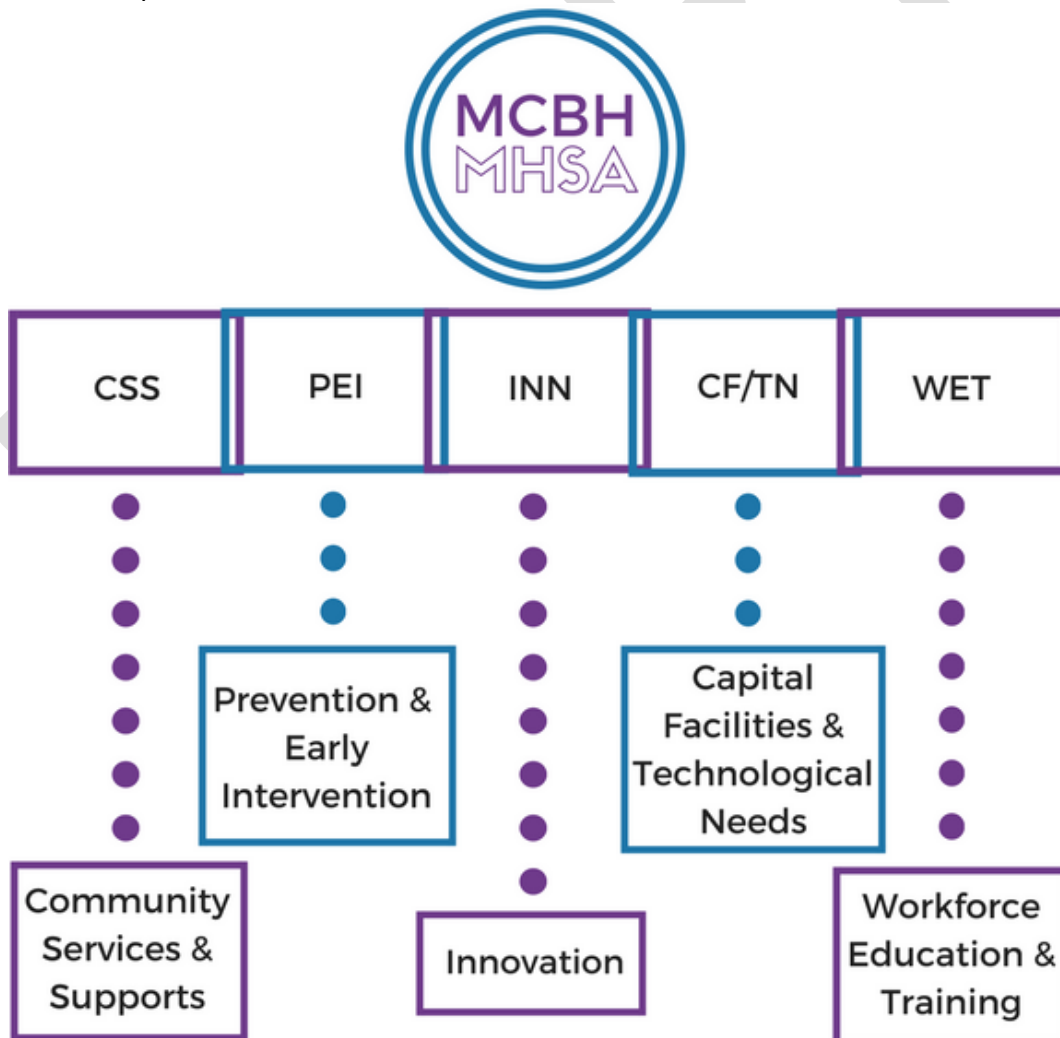 MCBH
MHSA
CSS
PEI
INN
CF/TN
WET
Prevention &
Early
Intervention
Capital
Facilities &
Technological
Needs
Community
Services &
Supports
Innovation
Workforce
Education &
Training